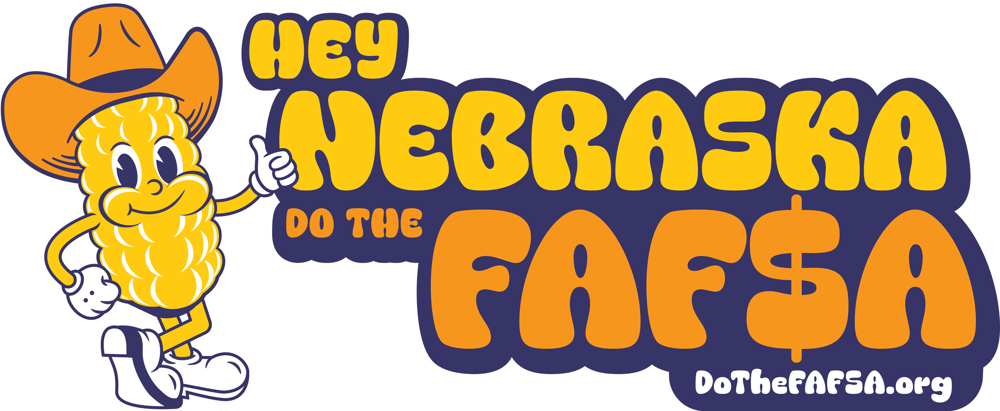 HEY
NEBRASKA
DO THE
FAF$A
DoTheFAFSA.org